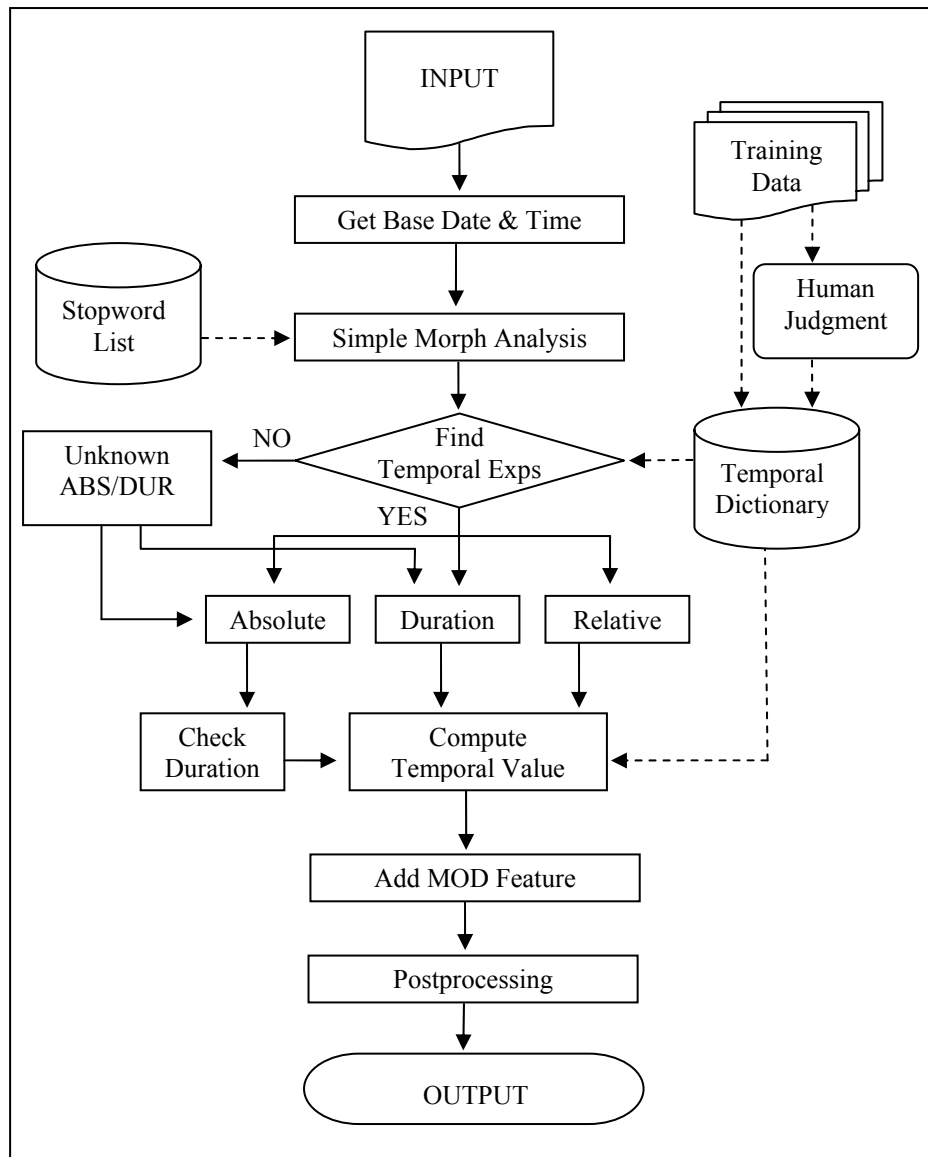 INPUT
Training
Data
Get Base Date & Time
Stopword
List
Human
Judgment
Simple Morph Analysis
Find
Temporal Exps
NO
YES
Unknown
ABS/DUR
Temporal
Dictionary
Absolute
Duration
Relative
Check
Duration
Compute
Temporal Value
Add MOD Feature
Postprocessing
OUTPUT